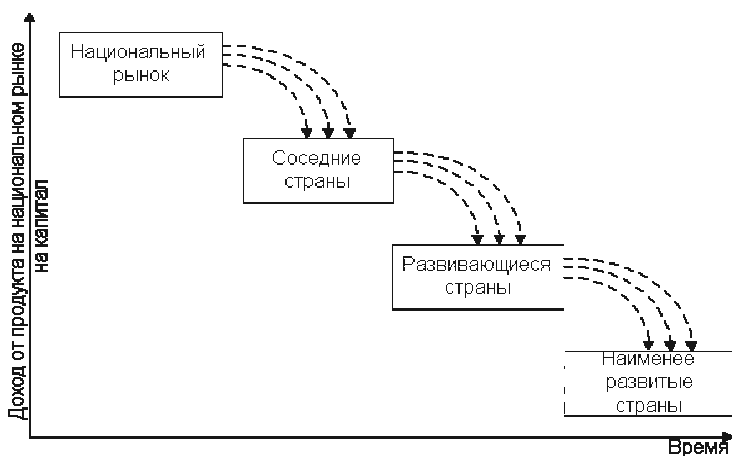 Доход от продукта на национальном рынке
на капитал
Национальный
рынок
Соседние
страны
Развивающиеся
страны
Наименее
развитые
страны
Время